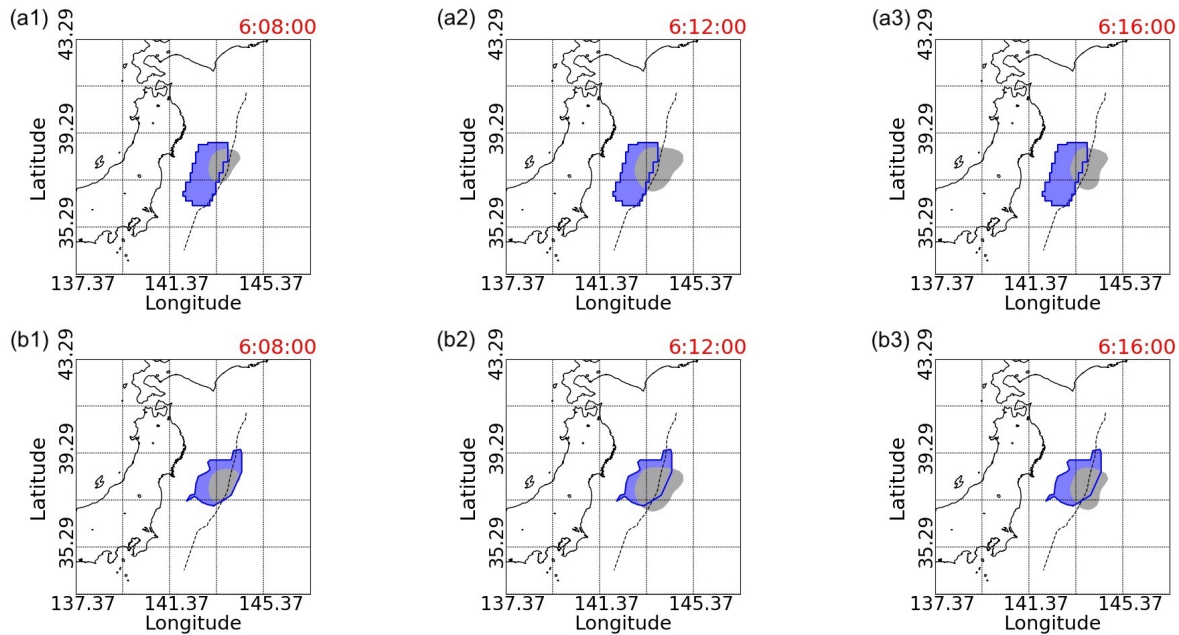 (a1) 6:08:00 (a2) 6:12:00 (a3) 6:16:00
43.29 43.29 43.29
39.29 39.29 39.29
Latitude Latitude Latitude
35.29 35.29 35.29
137.37 141.37 145.37 137.37 141.37 145.37 137.37 141.37 145.37
Longitude Longitude Longitude
(b1) 6:08:00 (b2) 6:12:00 (b3) 6:16:00
43.29 43.29 43.29
39.29 39.29 39.29
Latitude Latitude Latitude
35.29 35.29 35.29
137.37 141.37 145.37 137.37 141.37 145.37 137.37 141.37 145.37
Longitude Longitude Longitude